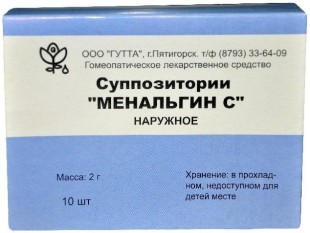 ООО "ГУТТА", г.Пятигорск. т/ф (8793) 33-64-09
Гомеопатическое лекарственное средство
Суппозитории
"МЕНАЛЬГИН С"
НАРУЖНОЕ
Масса: 2 г
10 шт
Хранение: в прохлад-
ном, недоступном для
детей месте